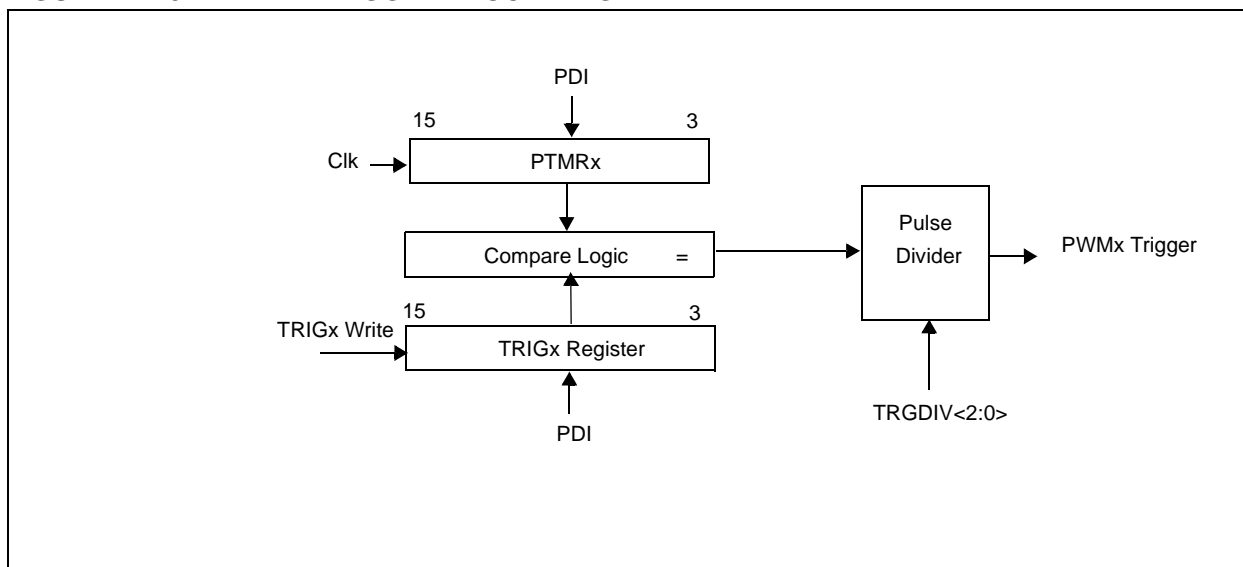 PDI
15 3
Clk
PTMRx
Compare Logic =
Pulse
Divider
PWMx Trigger
15 3
TRIGx Write
TRIGx Register
TRGDIV<2:0>
PDI